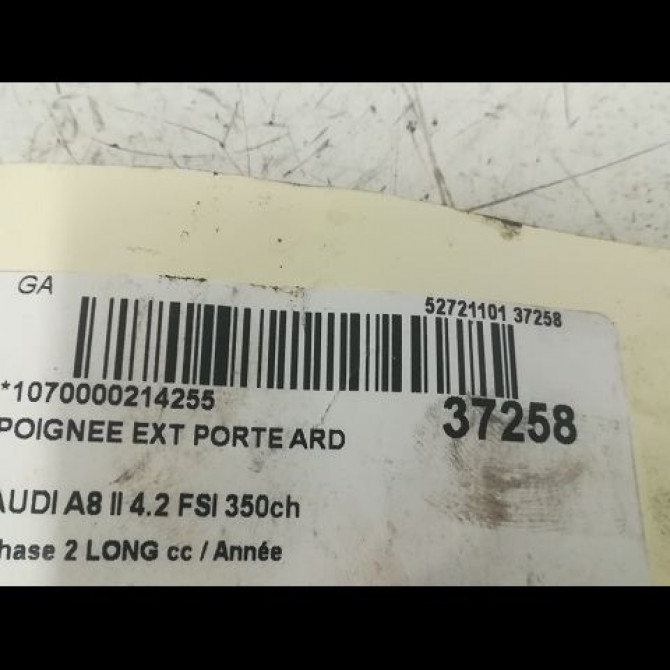 GA
52721101 37258
*1070000214255
37258
POIGNEE EXT PORTE ARD
AUDI A8 II 4.2 FSI 350ch
hase 2 LONG cc / Année